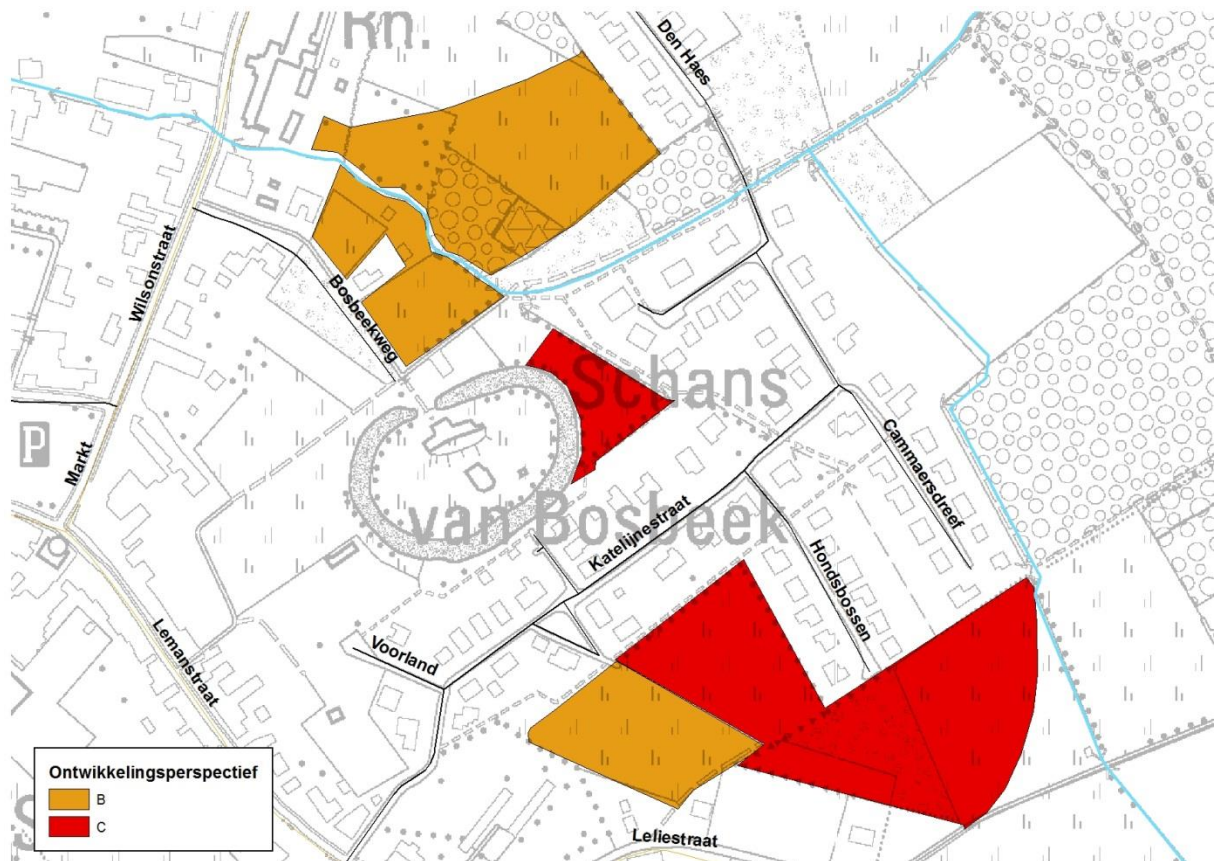 Rn.
Den Haes
Wilsonstraat
Bosbeekweg
Markt
P
Schans
van Bosbeek
Cammaersdreef
Katelijnestraat
Hondsbossen
Voorland
Lemanstraat
Leliestraat
Ontwikkelingsperspectief
B
C
S